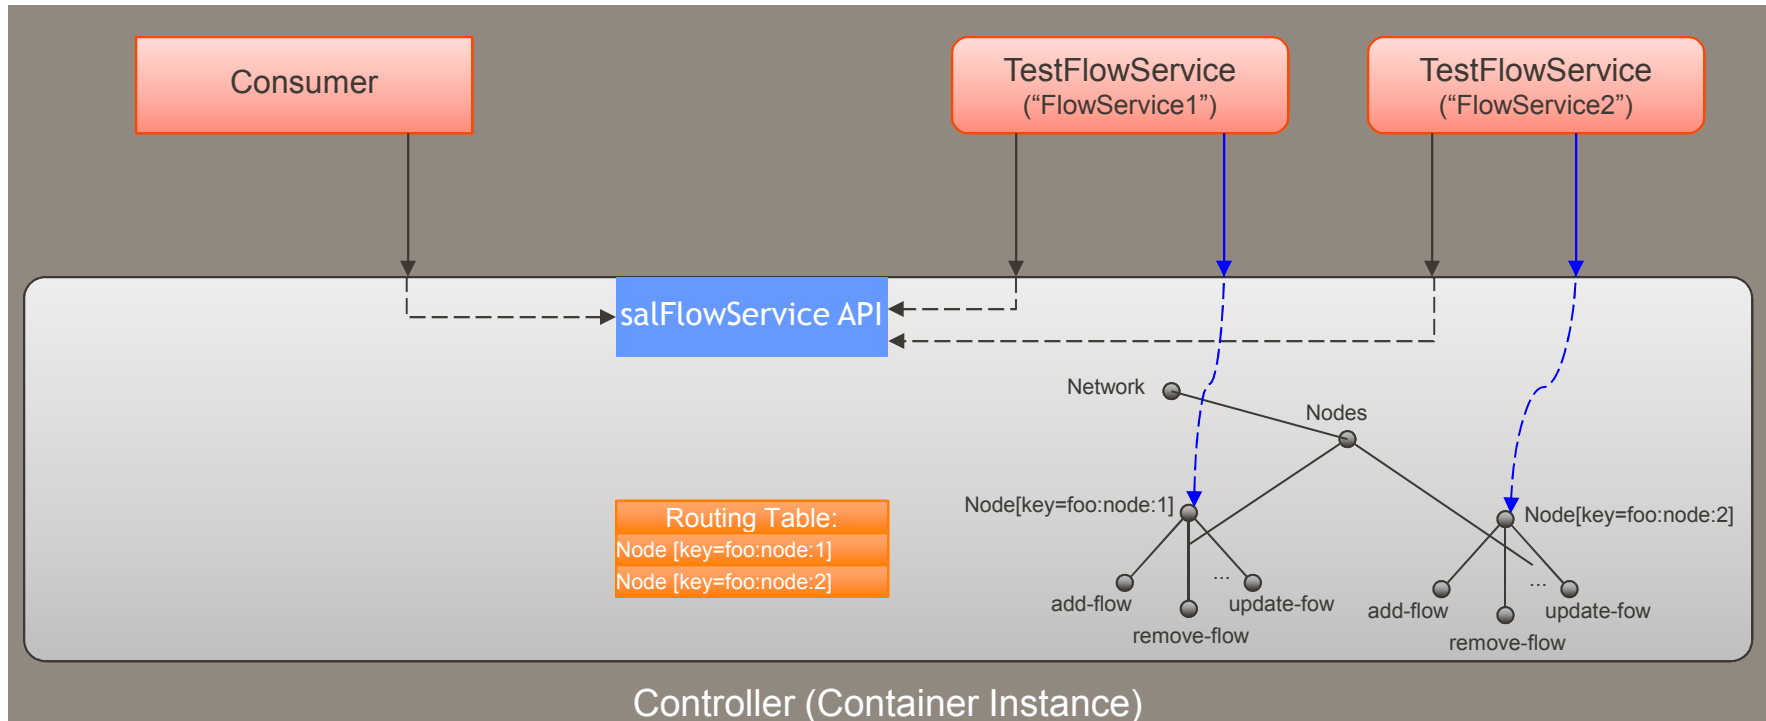 Consumer
TestFlowService
(“FlowService1”)
TestFlowService
(“FlowService2”)
salFlowService API
Network
Nodes
Node[key=foo:node:1]
Node[key=foo:node:2]
Routing Table:
Node [key=foo:node:1]
Node [key=foo:node:2]
...
add-flow
update-fow
remove-flow
...
add-flow
update-fow
remove-flow
Controller (Container Instance)